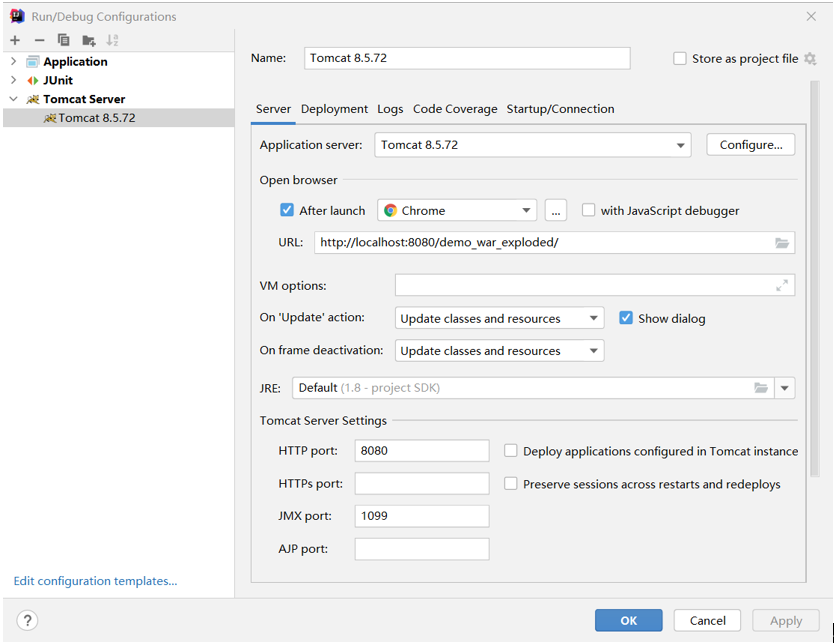 Run/Debug Configurations
Application
JUnit
Tomcat Server
Tomcat 8.5.72
Edit configuration templates...
Name: Tomcat 8.5.72 Store as project file
Server Deployment Logs Code Coverage Startup/Connection
Application server: Tomcat 8.5.72 Configure...
Open browser
After launch Chrome ... with JavaScript debugger
URL: http://localhost:8080/demo_war_exploded/
VM options:
On 'Update' action: Update classes and resources Show dialog
On frame deactivation: Update classes and resources
JRE: Default (1.8 - project SDK)
Tomcat Server Settings
HTTP port: 8080 Deploy applications configured in Tomcat instance
HTTPs port: Preserve sessions across restarts and redeploys
JMX port: 1099
AJP port:
? OK Cancel Apply